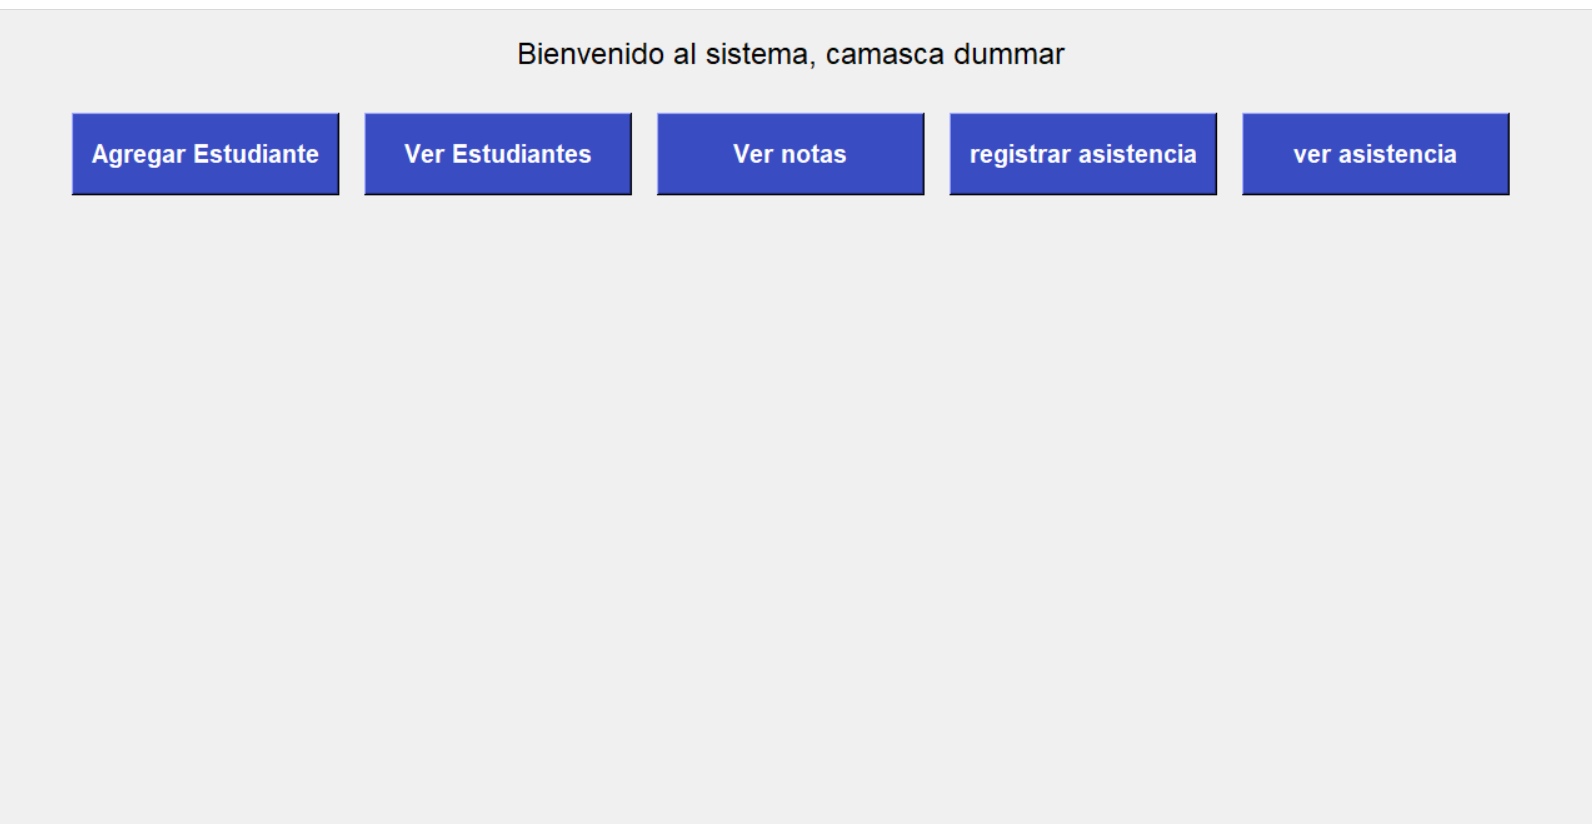 Bienvenido al sistema, camasca dummar
Agregar Estudiante
Ver Estudiantes
Ver notas
registrar asistencia
ver asistencia